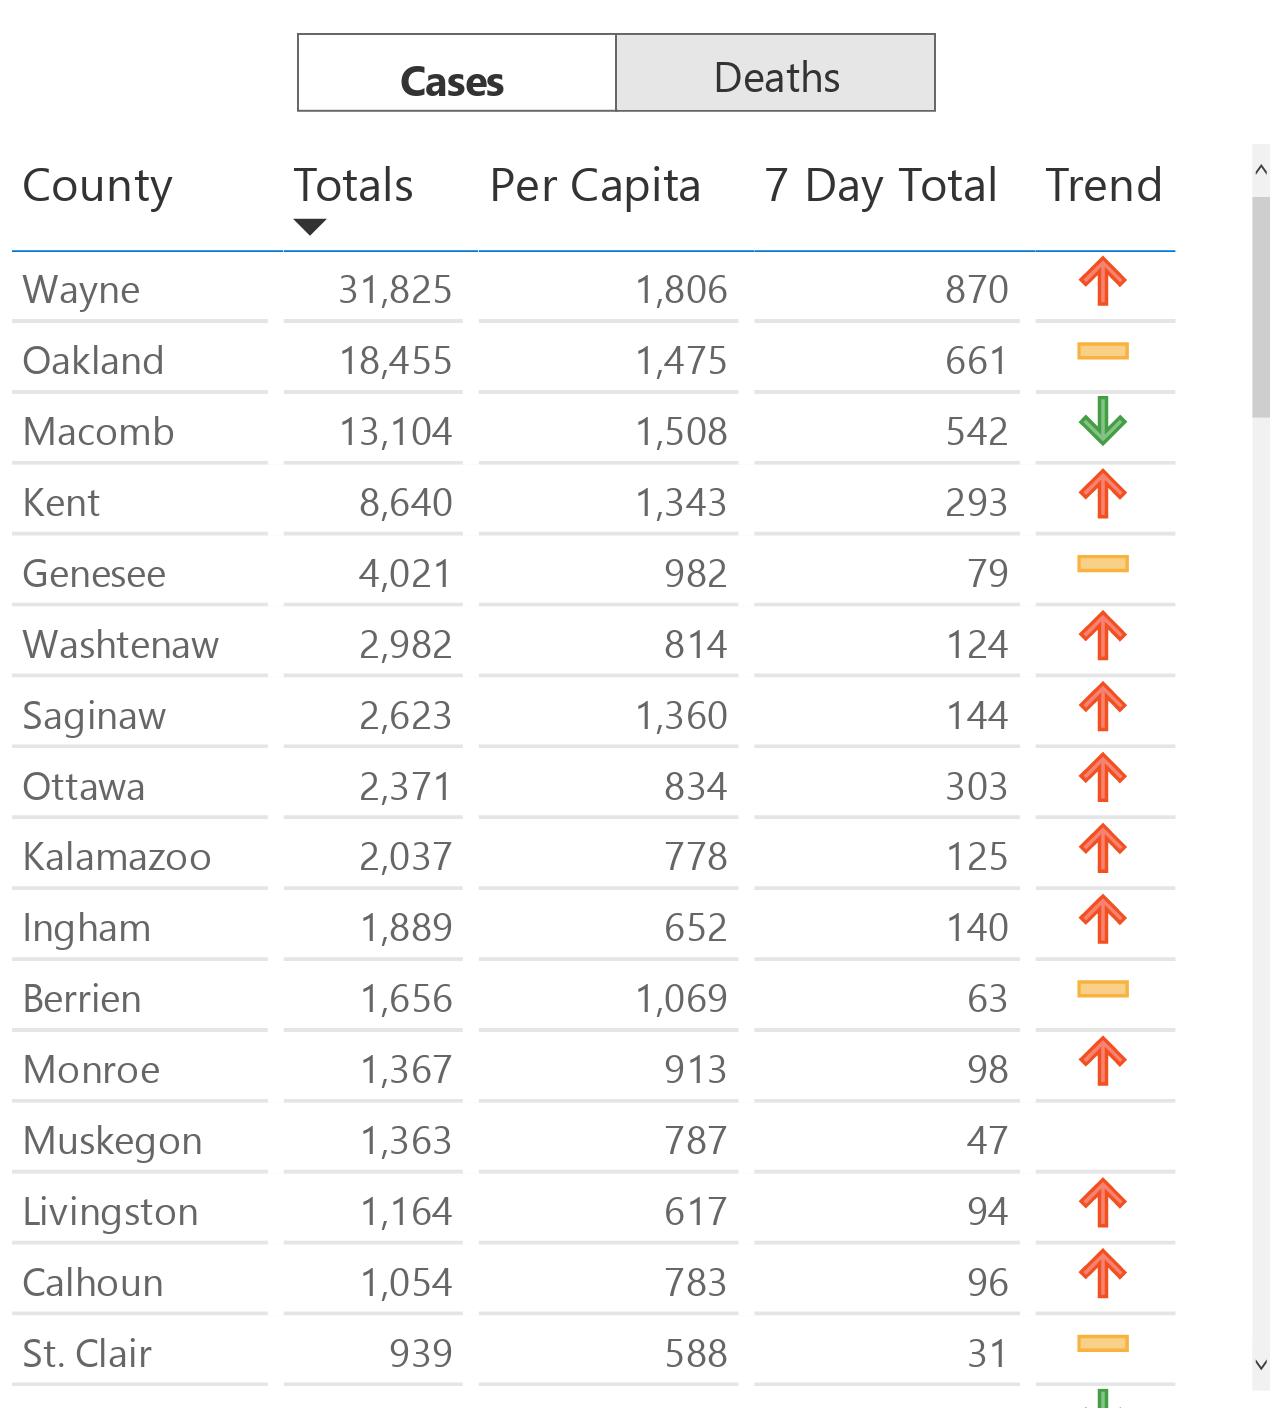 Cases Deaths
County Totals Per Capita 7 Day Total Trend
Wayne 31,825 1,806 870
Oakland 18,455 1,475 661
Macomb 13,104 1,508 542
Kent 8,640 1,343 293
Genesee 4,021 982 79
Washtenaw 2,982 814 124
Saginaw 2,623 1,360 144
Ottawa 2,371 834 303
Kalamazoo 2,037 778 125
Ingham 1,889 652 140
Berrien 1,656 1,069 63
Monroe 1,367 913 98
Muskegon 1,363 787 47
Livingston 1,164 617 94
Calhoun 1,054 783 96
St. Clair 939 588 31